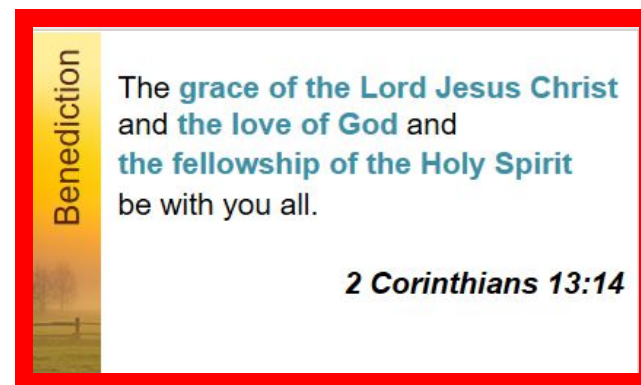 Benediction
The grace of the Lord Jesus Christ
and the love of God and
the fellowship of the Holy Spirit
be with you all.
2 Corinthians 13:14